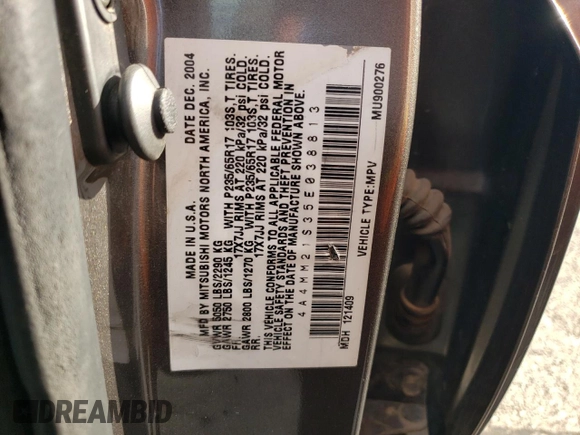 MADE IN U.S.A. DATE DEC. 2004
MFD. BY MITSUBISHI MOTORS NORTH AMERICA, INC.
GVWR 5050 LBS/2290 KG
GAWR 2750 LBS/1245 KG WITH P235/65R17 103S,T TIRES.
FR. 17X7JJ RIMS AT 220 KPa/32 psi COLD.
GAWR 2800 LBS/1270 KG WITH P235/65R17 103S,T TIRES.
RR. 17X7JJ RIMS AT 220 KPa/32 psi COLD.
THIS VEHICLE CONFORMS TO ALL APPLICABLE FEDERAL MOTOR
VEHICLE SAFETY STANDARDS AND THEFT PREVENTION IN
EFFECT ON THE DATE OF MANUFACTURE SHOWN ABOVE.
4A4MM21S35E038813
MDH 121409 VEHICLE TYPE:MPV MU900276
DREAMBID